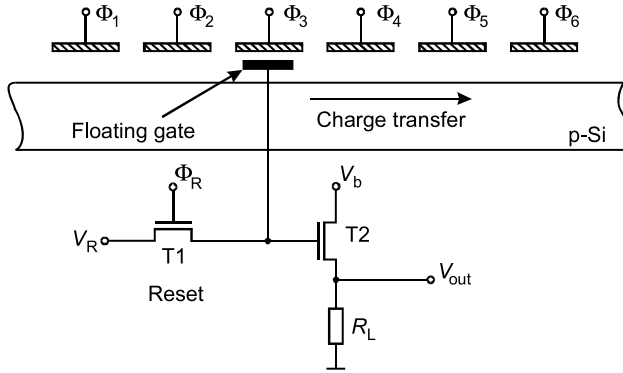 Φ1 Φ2 Φ3 Φ4 Φ5 Φ6
Floating gate
Charge transfer
p-Si
ΦR
Vb
VR
T1
T2
Reset
Vout
RL